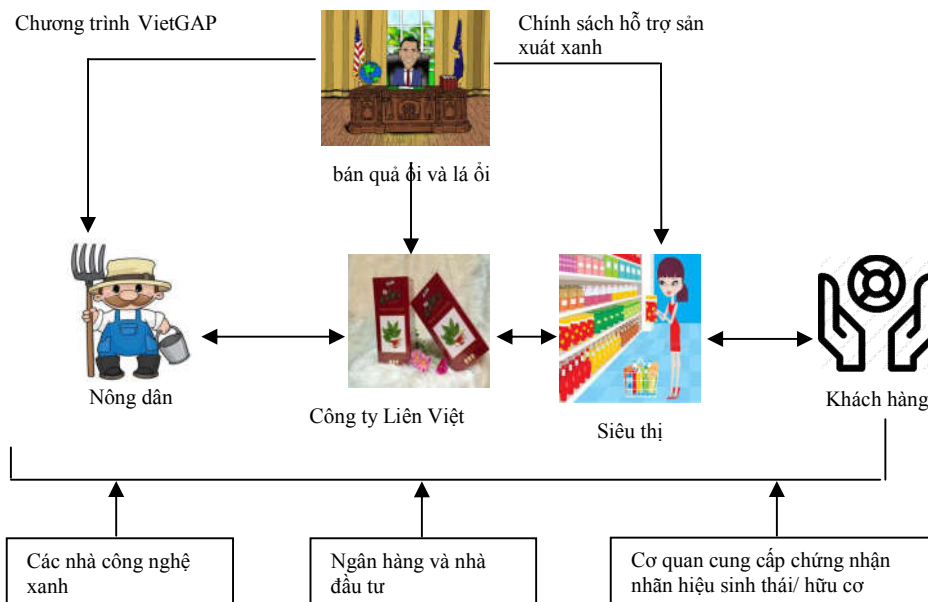 Chương trình VietGAP
Chính sách hỗ trợ sản
xuát xanh
bán quả ổi và lá ổi
Nông dân
Công ty Liên Việt
Siêu thị
Khách hàng
Các nhà công nghệ
xanh
Ngân hàng và nhà
đầu tư
Cơ quan cung cấp chứng nhận
nhãn hiệu sinh thái/ hữu cơ